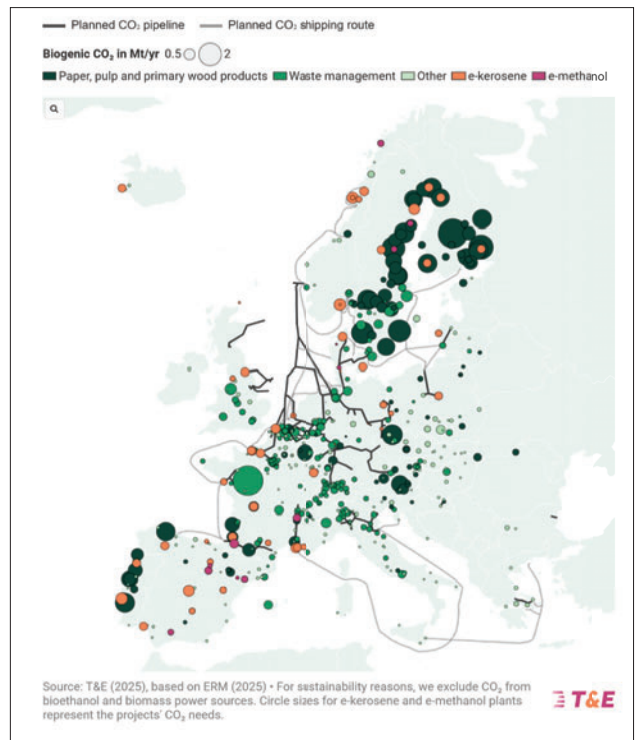 Planned CO₂ pipeline Planned CO₂ shipping route
Biogenic CO₂ in Mt/yr 0.5 2
Paper, pulp and primary wood products Waste management Other e-kerosene e-methanol
Source: T&E (2025), based on ERM (2025) • For sustainability reasons, we exclude CO₂ from
bioethanol and biomass power sources. Circle sizes for e-kerosene and e-methanol plants
represent the projects' CO₂ needs.
T&E